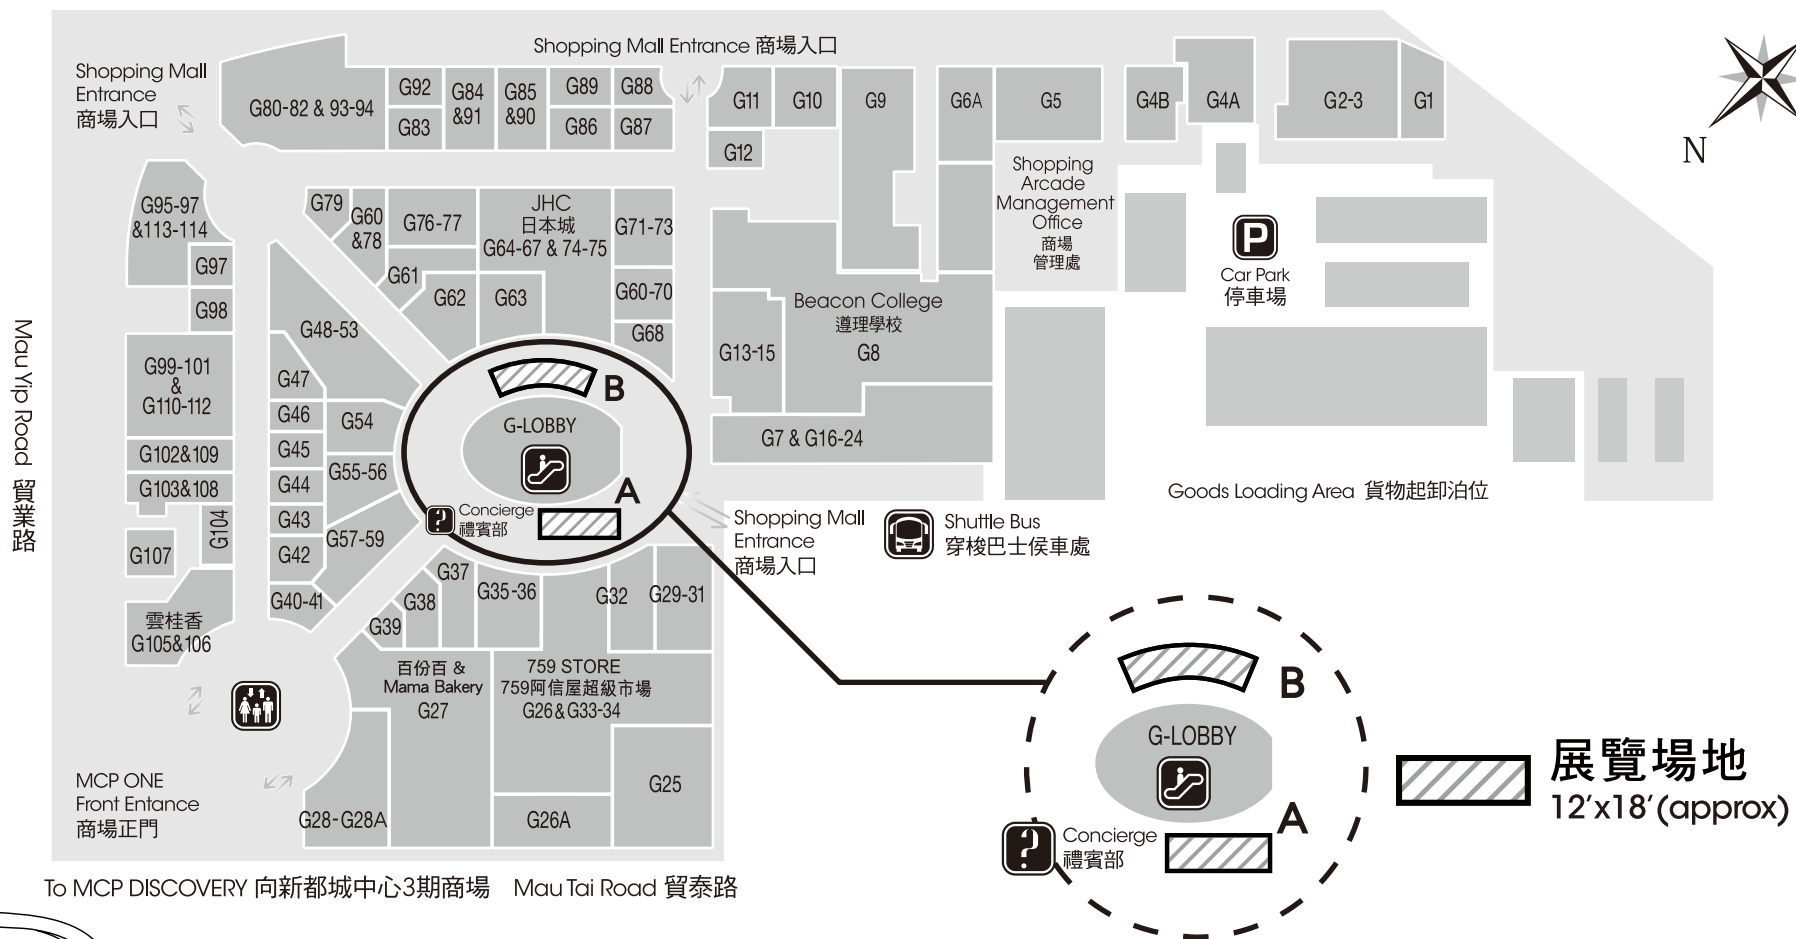 Shopping Mall Entrance 商場入口
Shopping Mall
Entrance
商場入口
G80-82 & 93-94
G92
G83
G84
&91
G85
&90
G89
G86
G88
G87
G11
G12
G10
G9
G6A
G5
G4B
G4A
G2-3
G1
N
Shopping
Arcade
Management
Office
商場
管理處
P
Car Park
停車場
G95-97
&113-114
G97
G98
G79
G60
&78
G76-77
G61
G62
G63
JHC
日本城
G64-67 & 74-75
G71-73
G60-70
G68
Beacon College
遵理學校
G8
G13-15
G7 & G16-24
Mau Yip Road 貿業路
G99-101
&
G110-112
G102&109
G103&108
G104
G107
雲桂香
G105&106
G48-53
G47
G46
G45
G44
G43
G42
G40-41
G54
G55-56
G57-59
B
G-LOBBY
A
?
Concierge
禮賓部
Shopping Mall
Entrance
商場入口
Shuttle Bus
穿梭巴士侯車處
Goods Loading Area 貨物起卸泊位
G39
G38
G37
G35-36
G32
G29-31
百份百 &
Mama Bakery
G27
759 STORE
759阿信屋超級市場
G26&G33-34
G25
G26A
G28-G28A
MCP ONE
Front Entance
商場正門
To MCP DISCOVERY 向新都城中心3期商場
Mau Tai Road 貿泰路
B
G-LOBBY
A
?
Concierge
禮賓部
展覽場地
12’x18’(approx)